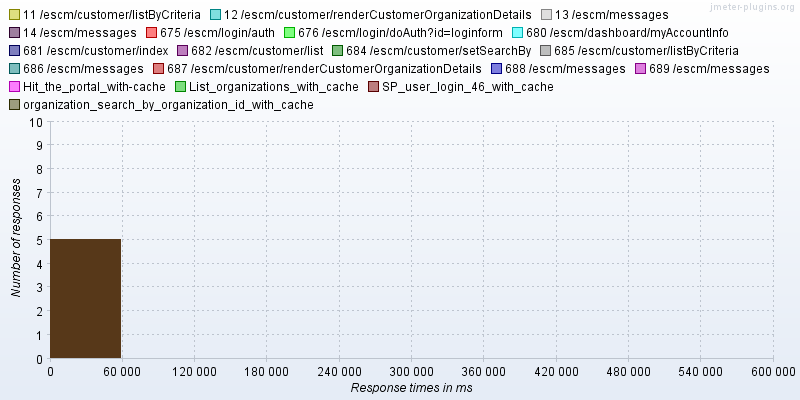 jmeter-plugins.org
11 /escm/customer/listByCriteria 12 /escm/customer/renderCustomerOrganizationDetails 13 /escm/messages
14 /escm/messages 675 /escm/login/auth 676 /escm/login/doAuth?id=loginform 680 /escm/dashboard/myAccountInfo
681 /escm/customer/index 682 /escm/customer/list 684 /escm/customer/setSearchBy 685 /escm/customer/listByCriteria
686 /escm/messages 687 /escm/customer/renderCustomerOrganizationDetails 688 /escm/messages 689 /escm/messages
Hit_the_portal_with-cache List_organizations_with_cache SP_user_login_46_with_cache
organization_search_by_organization_id_with_cache
Number of responses
10
9
8
7
6
5
4
3
2
1
0
0 60 000 120 000 180 000 240 000 300 000 360 000 420 000 480 000 540 000 600 000
Response times in ms